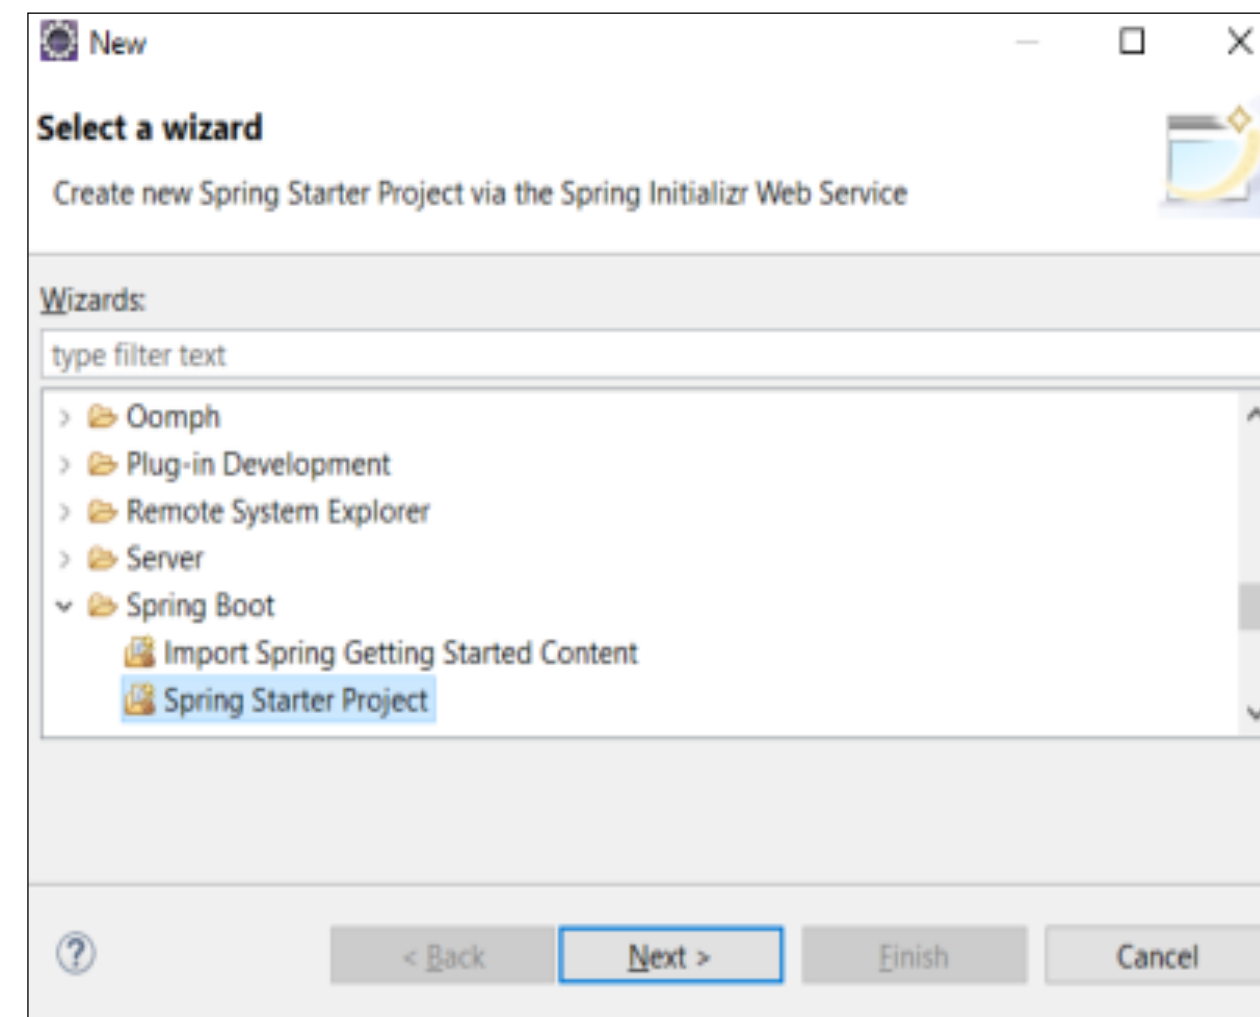 New
Select a wizard
Create new Spring Starter Project via the Spring Initializr Web Service
Wizards:
type filter text
Oomph
Plug-in Development
Remote System Explorer
Server
Spring Boot
Import Spring Getting Started Content
Spring Starter Project
? < Back Next > Finish Cancel